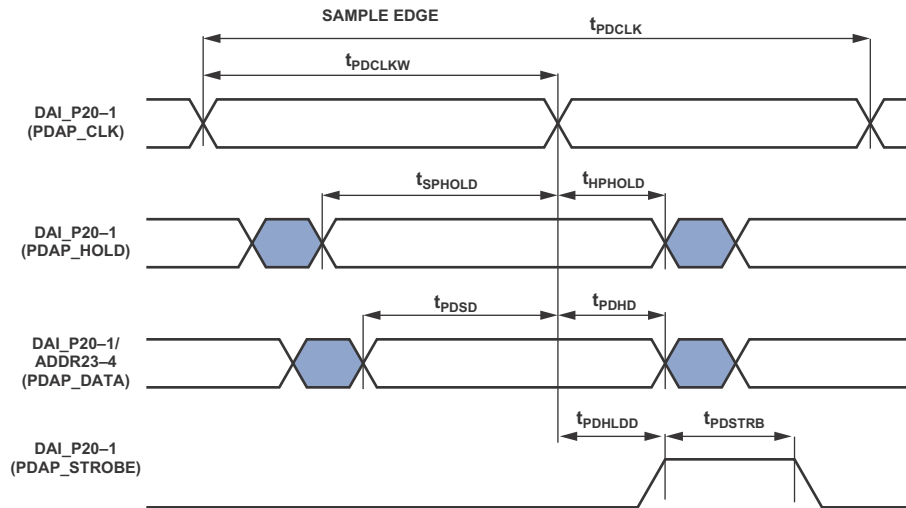 SAMPLE EDGE
tPDCLK
tPDCLKW
DAI_P20–1
(PDAP_CLK)
tSPHOLD
tHPHOLD
DAI_P20–1
(PDAP_HOLD)
tPDSD
tPDHD
DAI_P20–1/
ADDR23–4
(PDAP_DATA)
tPDHLDD
tPDSTRB
DAI_P20–1
(PDAP_STROBE)